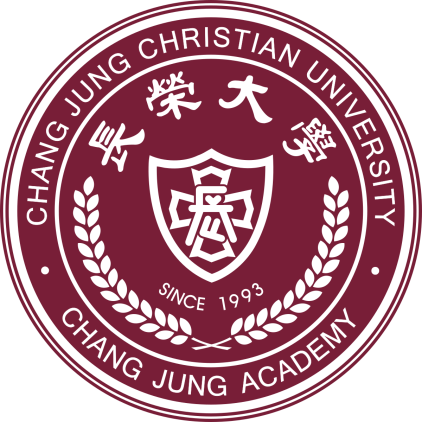 CHANG JUNG CHRISTIAN UNIVERSITY
長榮大學
SINCE 1993
CHANG JUNG ACADEMY